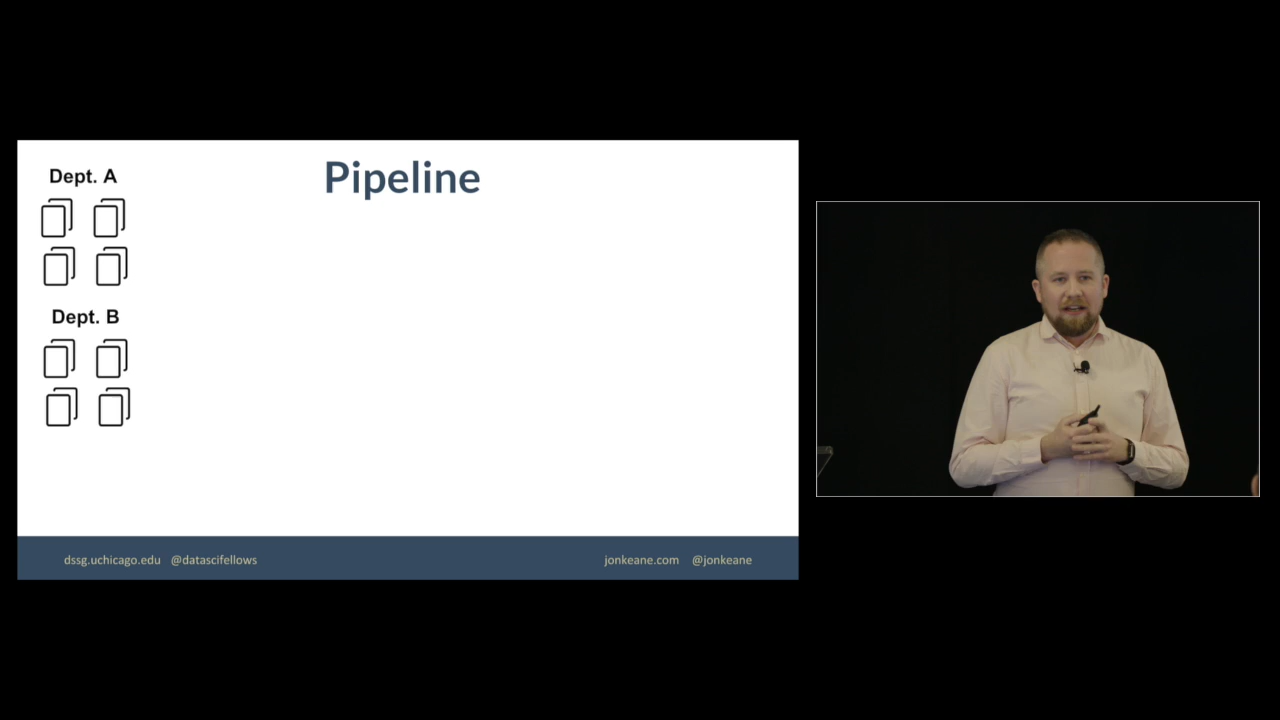 Pipeline
Dept. A
Dept. B
dssg.uchicago.edu @datascifellows
jonkeane.com @jonkeane